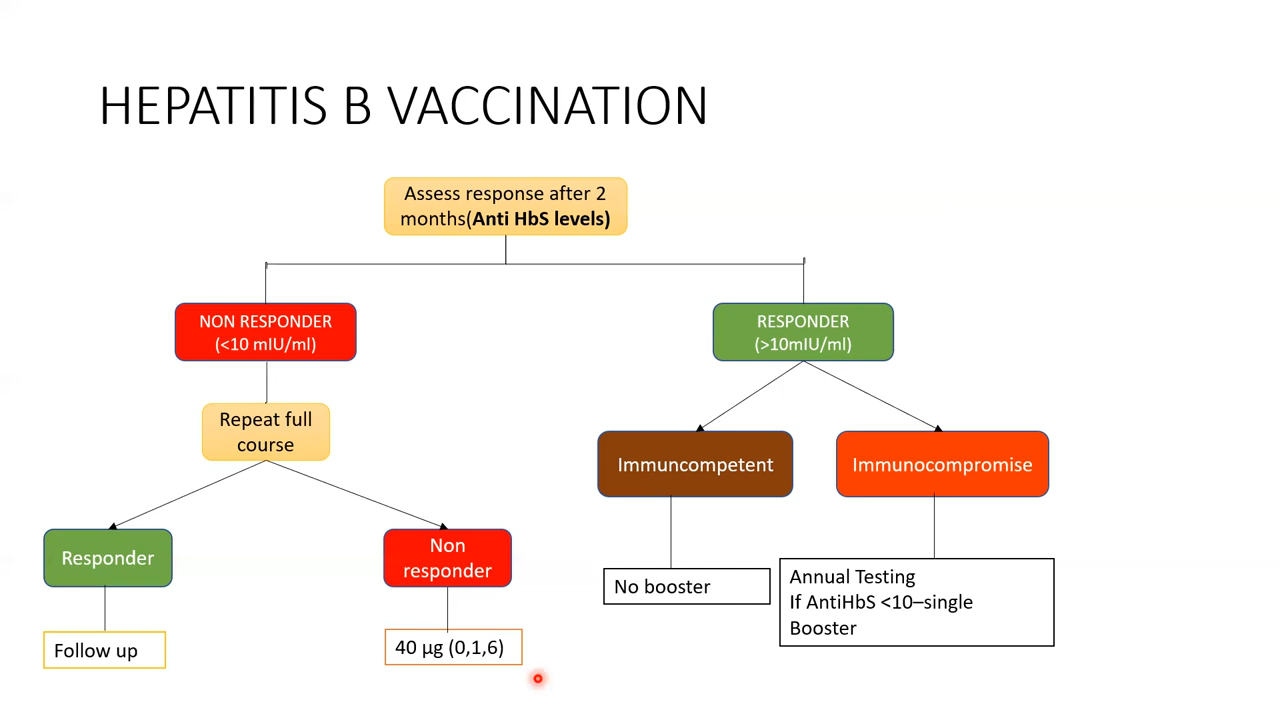 HEPATITIS B VACCINATION
Assess response after 2
months(Anti HbS levels)
NON RESPONDER
(<10 mIU/ml)
RESPONDER
(>10mIU/ml)
Repeat full
course
Immuncompetent
Immunocompromise
Responder
Non
responder
No booster
Annual Testing
If AntiHbS <10–single
Booster
Follow up
40 µg (0,1,6)